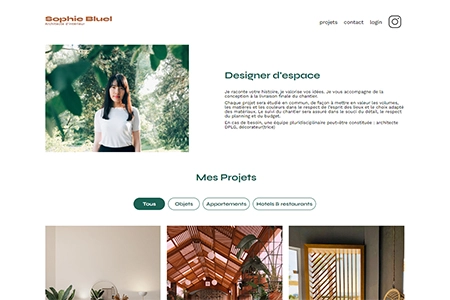 Sophie Bluel
Architecte d'intérieur
projets contact login
Designer d'espace
Je raconte votre histoire, je valorise vos idées. Je vous accompagne de la
conception à la livraison finale du chantier.
Chaque projet sera étudié en commun, de façon à mettre en valeur les volumes,
les matières et les couleurs dans le respect de l'esprit des lieux et le choix adapté
des matériaux. Le suivi du chantier sera assuré dans le souci du détail, le respect
du planning et du budget.
En cas de besoin, une équipe pluridisciplinaire peut-être constituée : architecte
DPLG, décorateur(trice)
Mes Projets
Tous Objets Appartements Hotels & restaurants